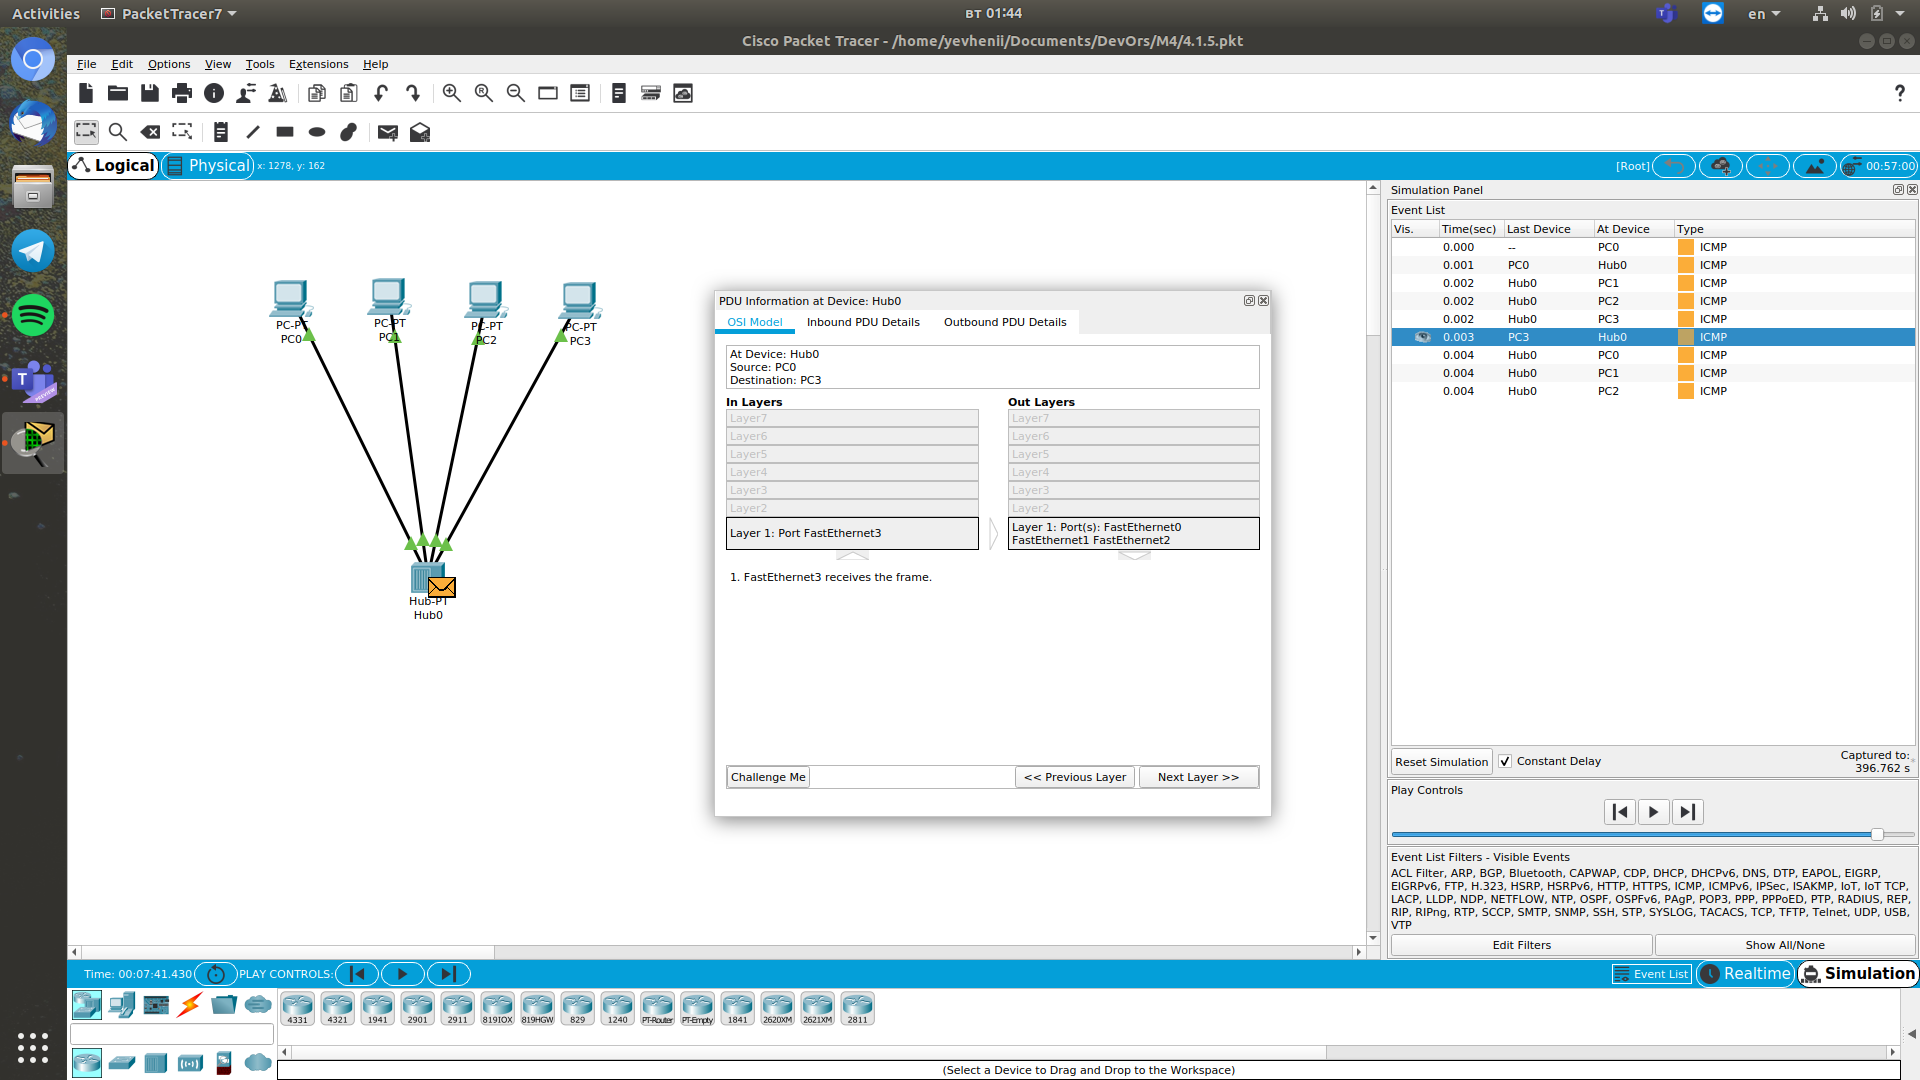 Activities PacketTracer7 вт 01:44 en
Cisco Packet Tracer - /home/yevhenii/Documents/DevOrs/M4/4.1.5.pkt
File Edit Options View Tools Extensions Help
Logical Physical x: 1278, y: 162 [Root] 00:57:00
Simulation Panel
Event List
Vis. Time(sec) Last Device At Device Type
0.000 -- PC0 ICMP
0.001 PC0 Hub0 ICMP
0.002 Hub0 PC1 ICMP
0.002 Hub0 PC2 ICMP
0.002 Hub0 PC3 ICMP
0.003 PC3 Hub0 ICMP
0.004 Hub0 PC0 ICMP
0.004 Hub0 PC1 ICMP
0.004 Hub0 PC2 ICMP
PC-PT
PC0
PC-PT
PC1
PC-PT
PC2
PC-PT
PC3
Hub-PT
Hub0
PDU Information at Device: Hub0
OSI Model Inbound PDU Details Outbound PDU Details
At Device: Hub0
Source: PC0
Destination: PC3
In Layers Out Layers
Layer7 Layer7
Layer6 Layer6
Layer5 Layer5
Layer4 Layer4
Layer3 Layer3
Layer2 Layer2
Layer 1: Port FastEthernet3
Layer 1: Port(s): FastEthernet0
FastEthernet1 FastEthernet2
1. FastEthernet3 receives the frame.
Challenge Me << Previous Layer Next Layer >>
Reset Simulation Constant Delay
Captured to:
396.762 s
Play Controls
Event List Filters - Visible Events
ACL Filter, ARP, BGP, Bluetooth, CAPWAP, CDP, DHCP, DHCPv6, DNS, DTP, EAPOL, EIGRP,
EIGRPv6, FTP, H.323, HSRP, HSRPv6, HTTP, HTTPS, ICMP, ICMPv6, IPSec, ISAKMP, IoT, IoT TCP,
LACP, LLDP, NDP, NETFLOW, NTP, OSPF, OSPFv6, PAgP, POP3, PPP, PPPoED, PTP, RADIUS, REP,
RIP, RIPng, RTP, SCCP, SMTP, SNMP, SSH, STP, SYSLOG, TACACS, TCP, TFTP, Telnet, UDP, USB,
VTP
Edit Filters Show All/None
Time: 00:07:41.430 PLAY CONTROLS: Event List Realtime Simulation
4331 4321 1941 2901 2911 819IOX 819HGW 829 1240 PT-Router PT-Empty 1841 2620XM 2621XM 2811
(Select a Device to Drag and Drop to the Workspace)
PREVIEW